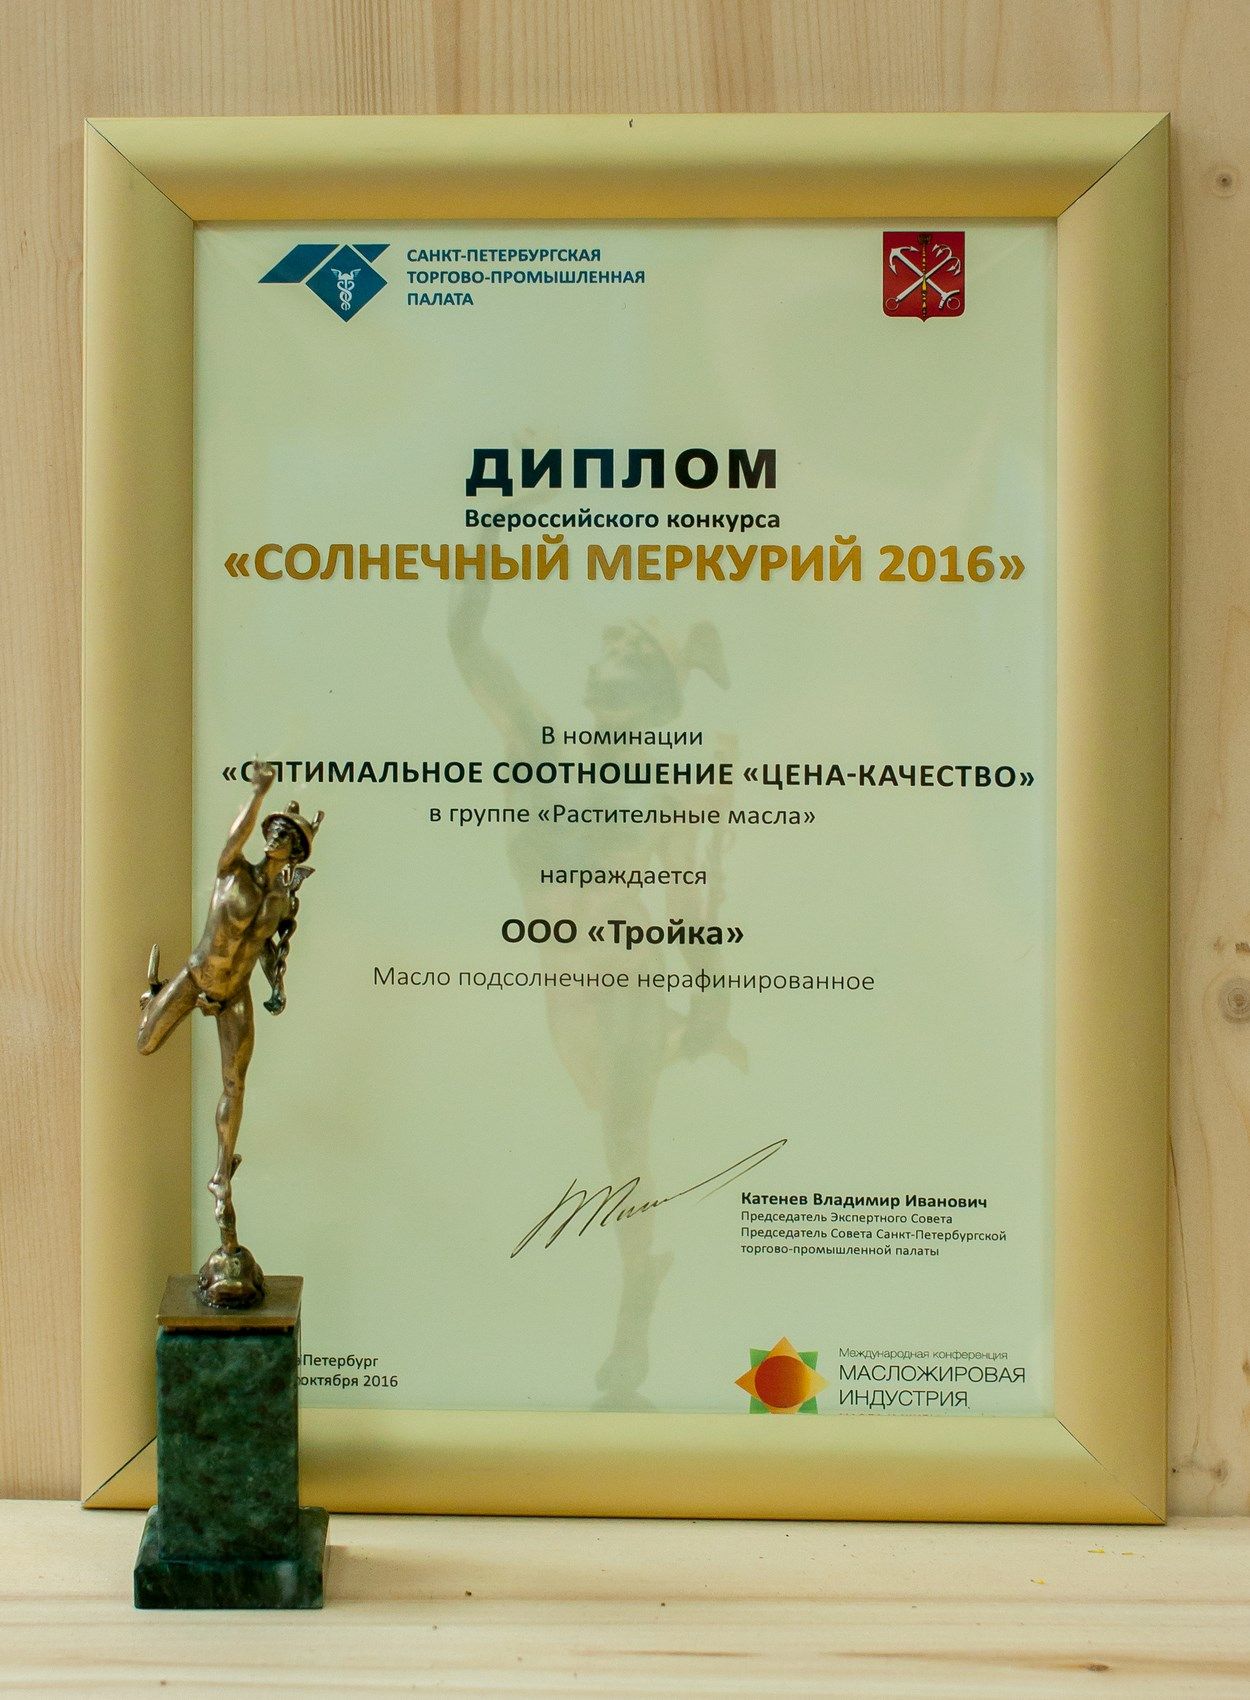 САНКТ-ПЕТЕРБУРГСКАЯ
ТОРГОВО-ПРОМЫШЛЕННАЯ
ПАЛАТА
ДИПЛОМ
Всероссийского конкурса
«СОЛНЕЧНЫЙ МЕРКУРИЙ 2016»
В номинации
«ОПТИМАЛЬНОЕ СООТНОШЕНИЕ «ЦЕНА-КАЧЕСТВО»
в группе «Растительные масла»
награждается
ООО «Тройка»
Масло подсолнечное нерафинированное
Катенев Владимир Иванович
Председатель Экспертного Совета
Председатель Совета Санкт-Петербургской
торгово-промышленной палаты
Петербург
октября 2016
Международная конференция
МАСЛОЖИРОВАЯ
ИНДУСТРИЯ